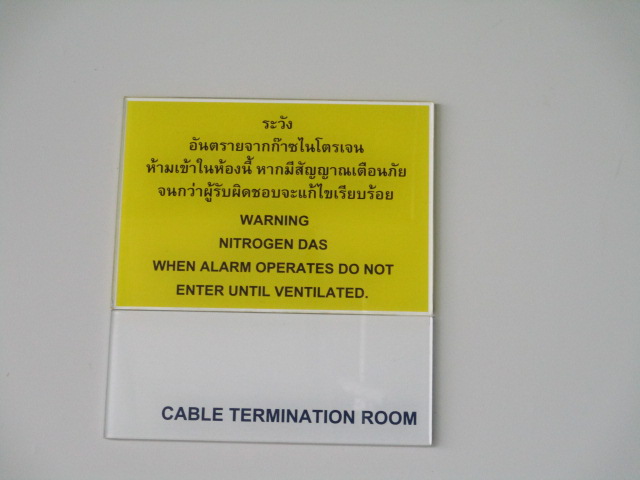 ระวัง
อันตรายจากก๊าซไนโตรเจน
ห้ามเข้าในห้องนี้ หากมีสัญญาณเตือนภัย
จนกว่าผู้รับผิดชอบจะแก้ไขเรียบร้อย
WARNING
NITROGEN DAS
WHEN ALARM OPERATES DO NOT
ENTER UNTIL VENTILATED.
CABLE TERMINATION ROOM